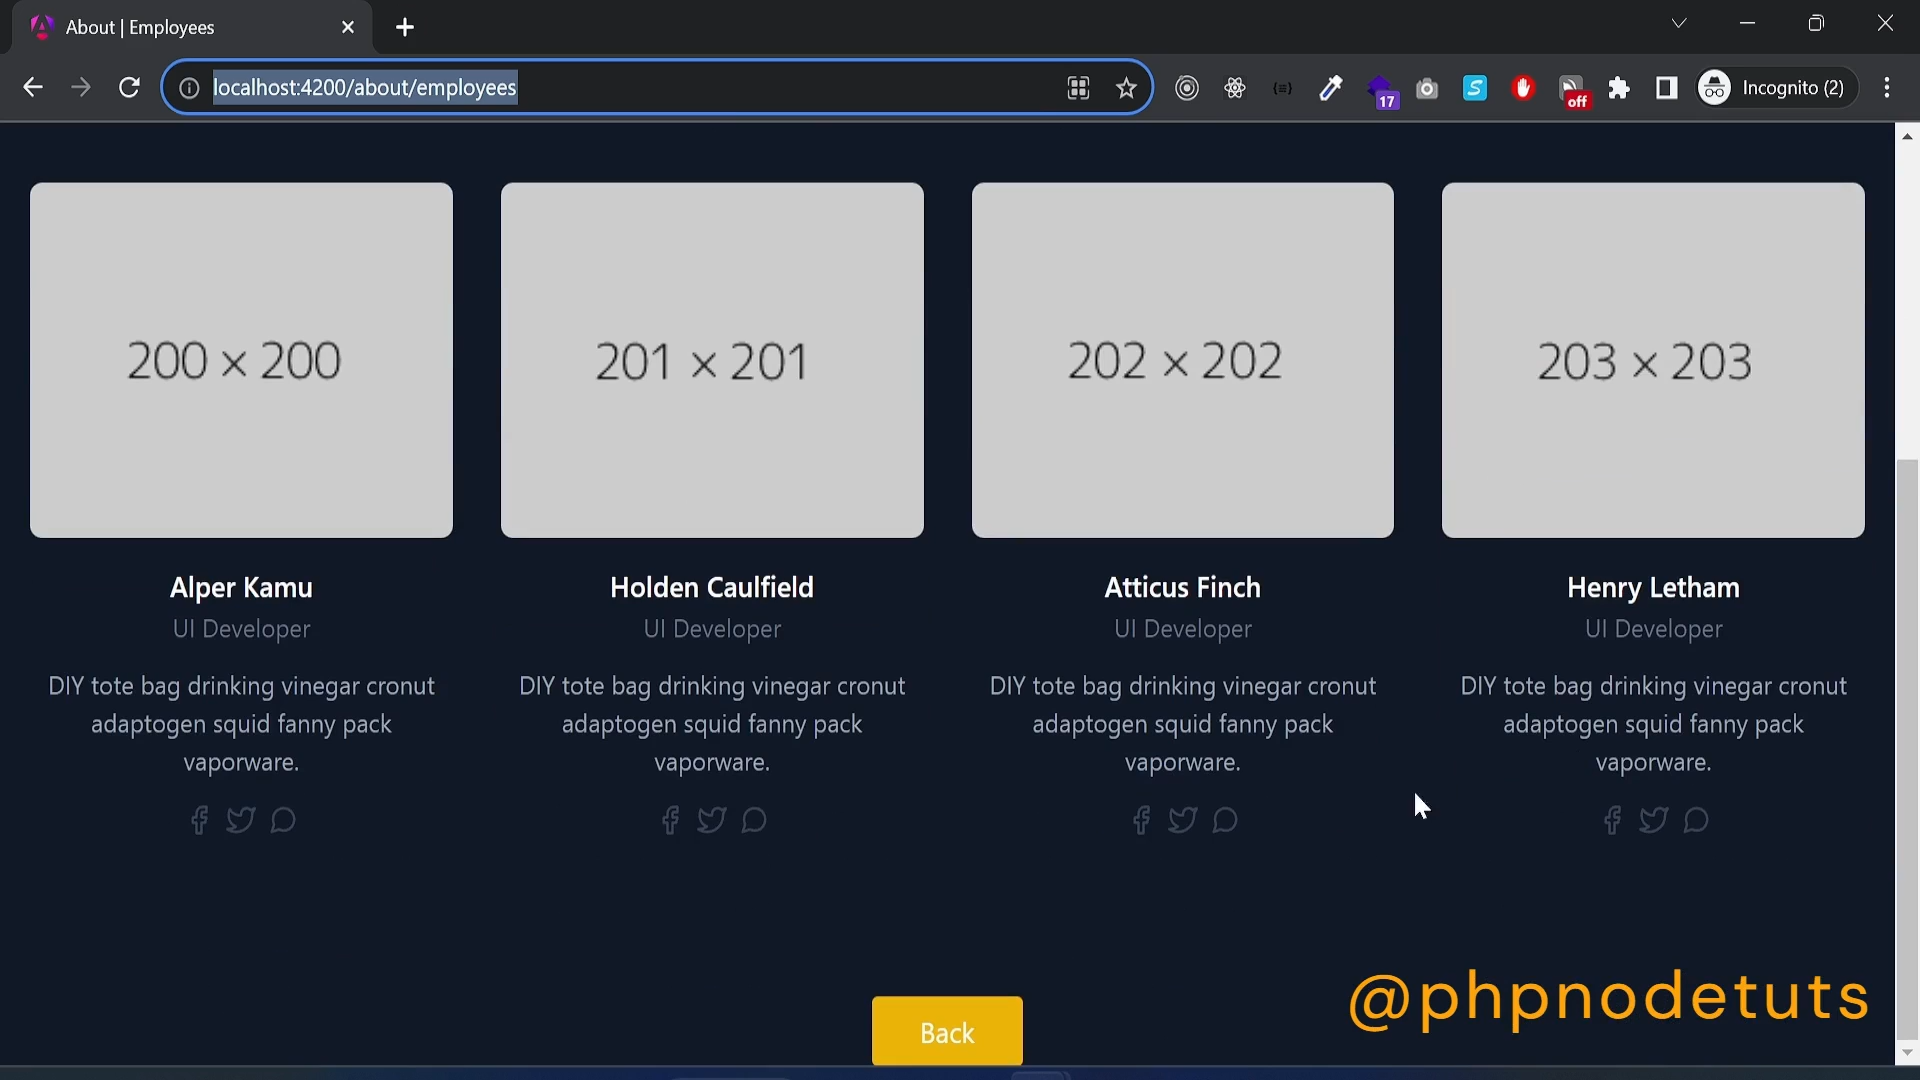 About | Employees
localhost:4200/about/employees
17
S
off
Incognito (2)
200 × 200
201 × 201
202 × 202
203 × 203
Alper Kamu
Holden Caulfield
Atticus Finch
Henry Letham
UI Developer
UI Developer
UI Developer
UI Developer
DIY tote bag drinking vinegar cronut
adaptogen squid fanny pack
vaporware.
DIY tote bag drinking vinegar cronut
adaptogen squid fanny pack
vaporware.
DIY tote bag drinking vinegar cronut
adaptogen squid fanny pack
vaporware.
DIY tote bag drinking vinegar cronut
adaptogen squid fanny pack
vaporware.
@phpnodetuts
Back